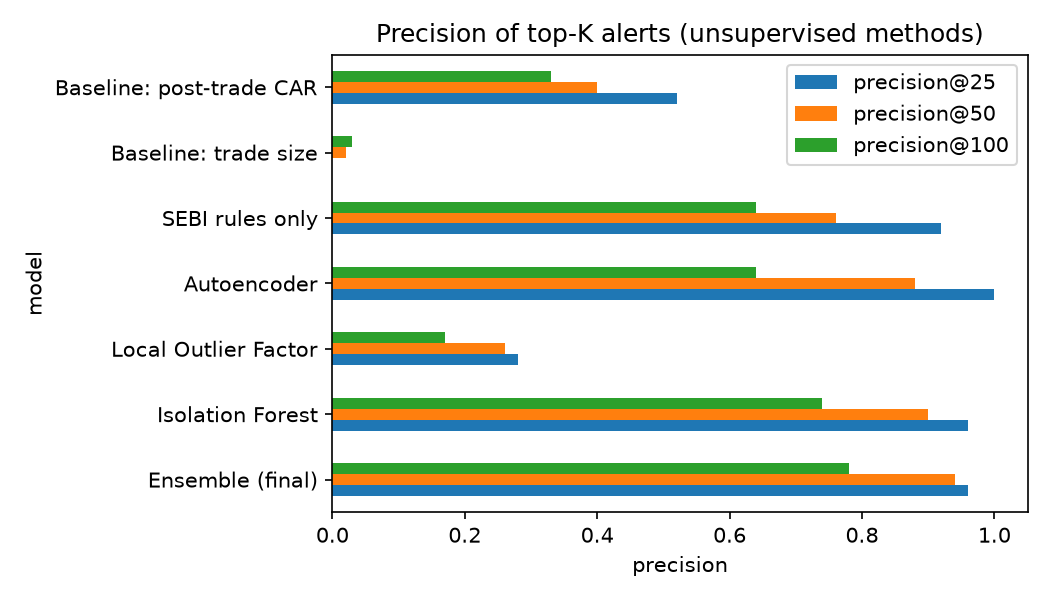 Precision of top-K alerts (unsupervised methods)
precision@25
precision@50
precision@100
model
Baseline: post-trade CAR
Baseline: trade size
SEBI rules only
Autoencoder
Local Outlier Factor
Isolation Forest
Ensemble (final)
0.0 0.2 0.4 0.6 0.8 1.0
precision